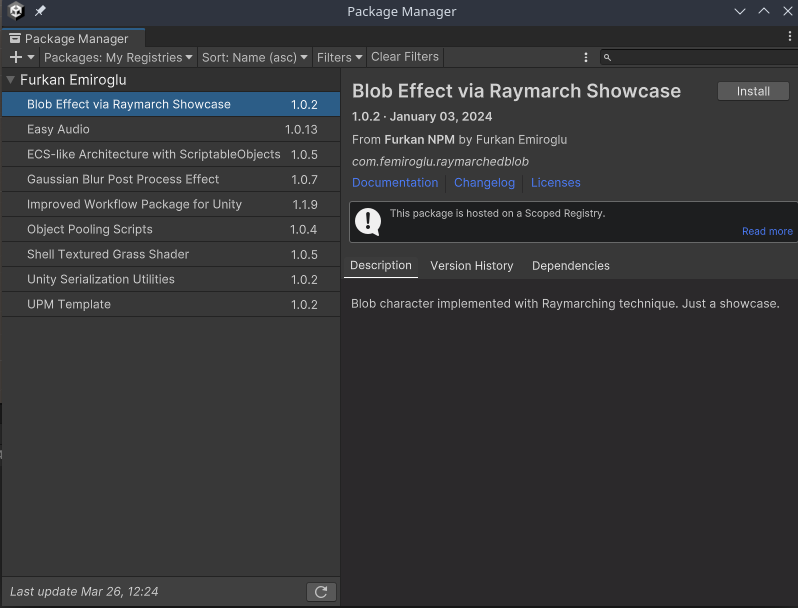 Package Manager
Package Manager
Packages: My Registries Sort: Name (asc) Filters Clear Filters
Furkan Emiroglu
Blob Effect via Raymarch Showcase 1.0.2
Easy Audio 1.0.13
ECS-like Architecture with ScriptableObjects 1.0.5
Gaussian Blur Post Process Effect 1.0.7
Improved Workflow Package for Unity 1.1.9
Object Pooling Scripts 1.0.4
Shell Textured Grass Shader 1.0.5
Unity Serialization Utilities 1.0.2
UPM Template 1.0.2
Last update Mar 26, 12:24
Blob Effect via Raymarch Showcase Install
1.0.2 · January 03, 2024
From Furkan NPM by Furkan Emiroglu
com.femiroglu.raymarchedblob
Documentation Changelog Licenses
This package is hosted on a Scoped Registry.
Read more
Description Version History Dependencies
Blob character implemented with Raymarching technique. Just a showcase.